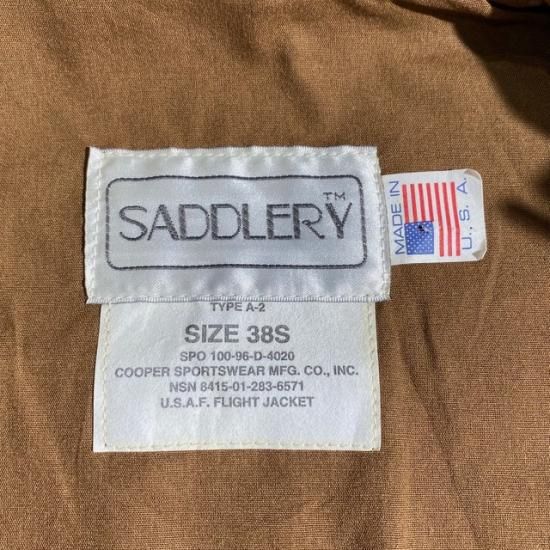 SADDLERY™
MADE IN
U.S.A.
TYPE A-2
SIZE 38S
SPO 100-96-D-4020
COOPER SPORTSWEAR MFG. CO., INC.
NSN 8415-01-283-6571
U.S.A.F. FLIGHT JACKET